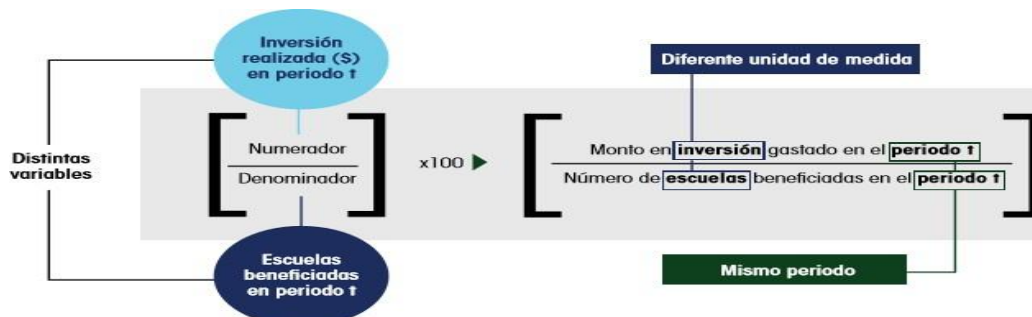 Inversión
realizada ($)
en periodo t
Diferente unidad de medida
Distintas
variables
Numerador
Denominador
x100
Monto en inversión gastado en el periodo t
Número de escuelas beneficiadas en el periodo t
Escuelas
beneficiadas
en periodo t
Mismo periodo